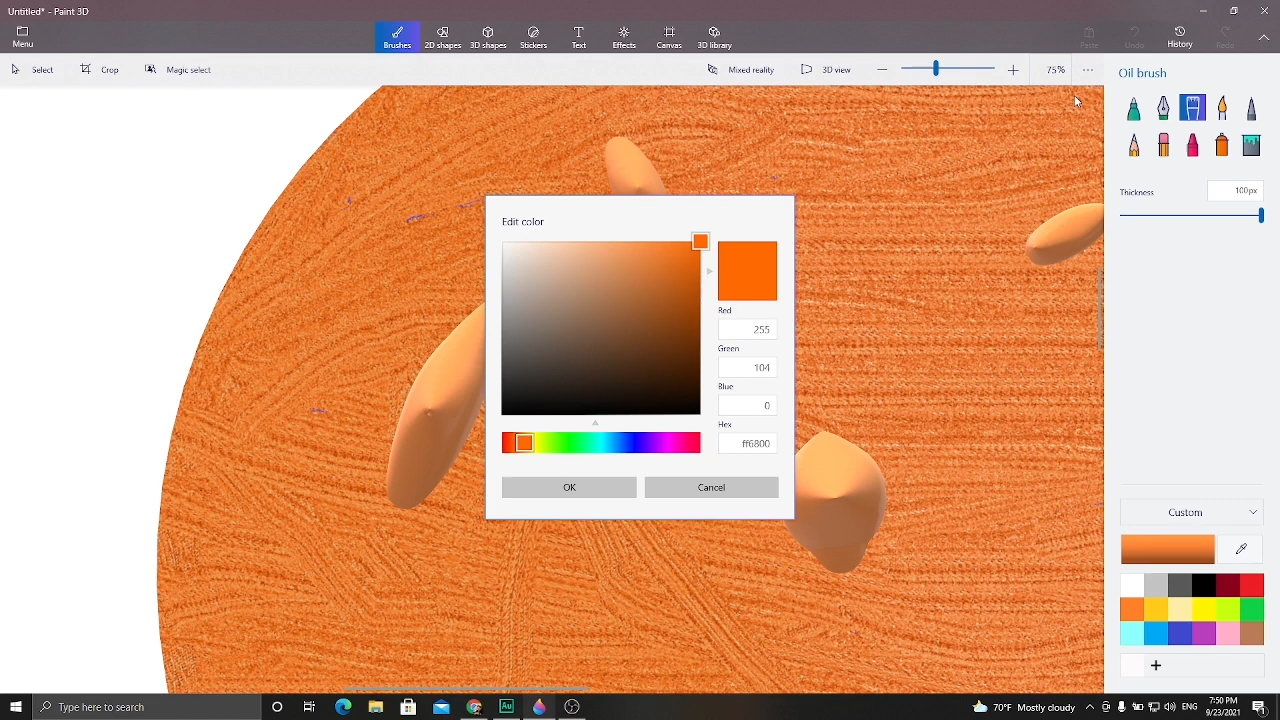 Untitled* - Paint 3D
Menu
Brushes
2D shapes
3D shapes
Stickers
Text
Effects
Canvas
3D library
Paste
Undo
History
Redo
Select
Crop
Magic select
Mixed reality
3D view
75%
Oil brush
Thickness
100px
Edit color
Red
255
Green
104
Blue
0
Hex
ff6800
OK
Cancel
Custom
Type here to search
Au
70°F Mostly cloudy
7:50 PM
9/23/2021